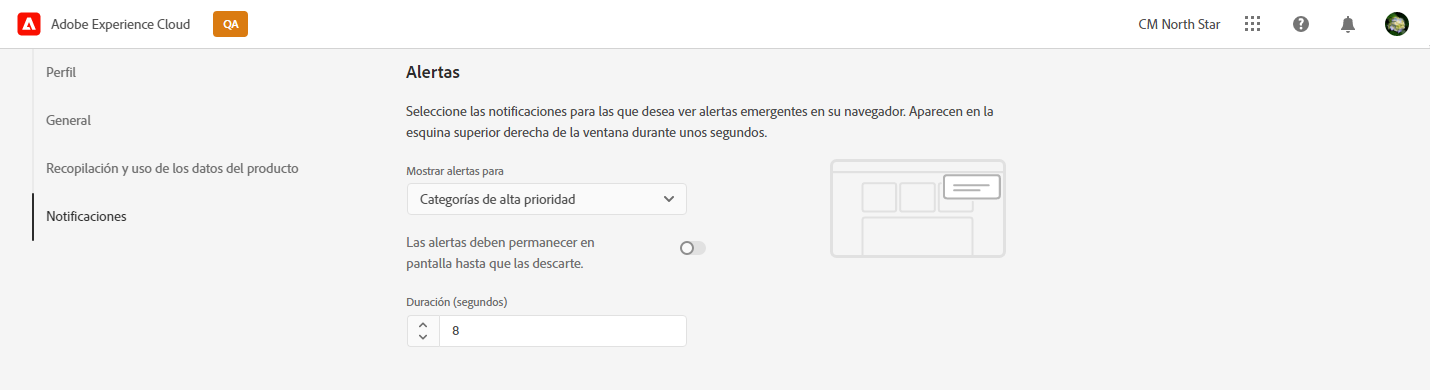 Adobe Experience Cloud
QA
CM North Star
Perfil
General
Recopilación y uso de los datos del producto
Notificaciones
Alertas
Seleccione las notificaciones para las que desea ver alertas emergentes en su navegador. Aparecen en la
esquina superior derecha de la ventana durante unos segundos.
Mostrar alertas para
Categorías de alta prioridad
Las alertas deben permanecer en
pantalla hasta que las descarte.
Duración (segundos)
8